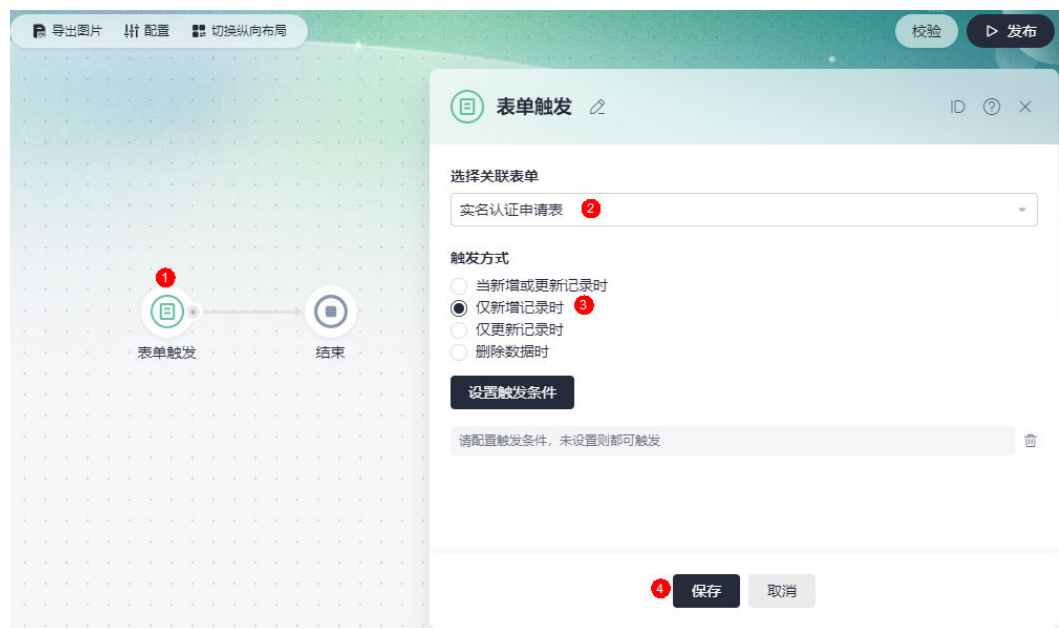 导出图片 配置 切换纵向布局 校验 发布
表单触发 ID
选择关联表单
实名认证申请表 2
触发方式
当新增或更新记录时
1
仅新增记录时 3
仅更新记录时
表单触发 结束 删除数据时
设置触发条件
请配置触发条件，未设置则都可触发
4 保存 取消